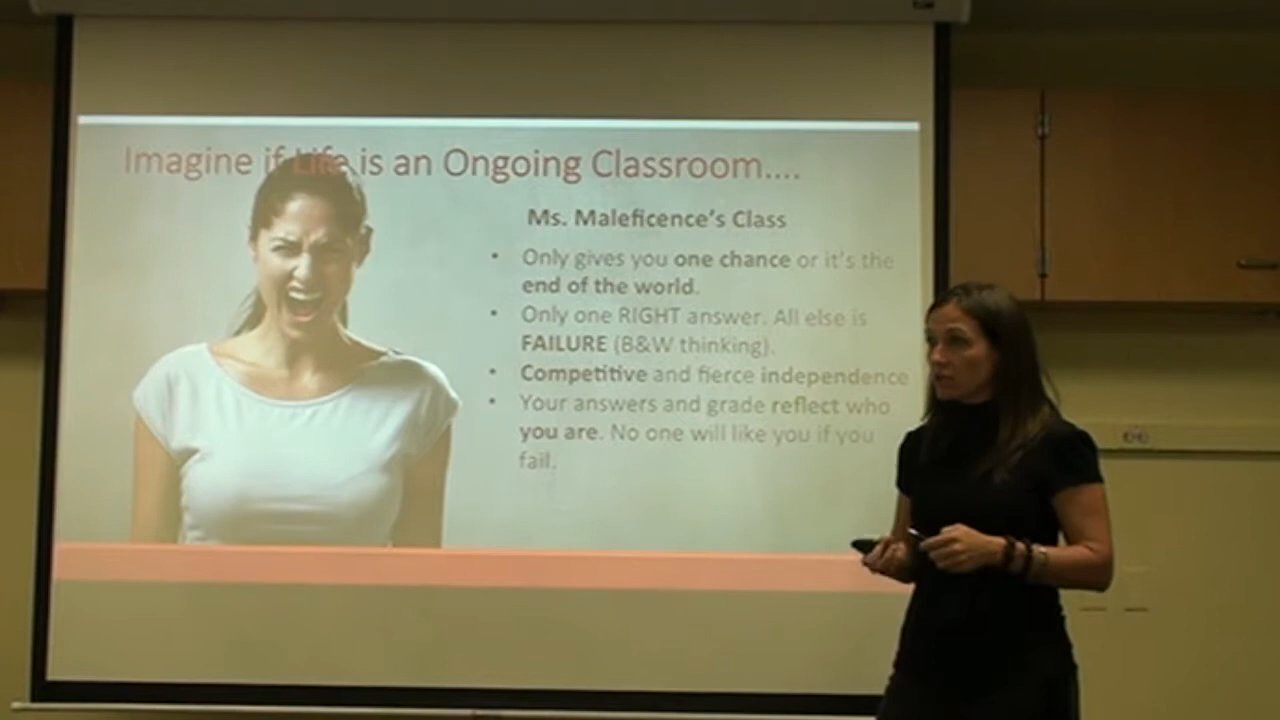 Imagine if Life is an Ongoing Classroom....
Ms. Maleficence's Class
• Only gives you one chance or it's the
end of the world.
• Only one RIGHT answer. All else is
FAILURE (B&W thinking).
• Competitive and fierce independence
• Your answers and grade reflect who
you are. No one will like you if you
fail.